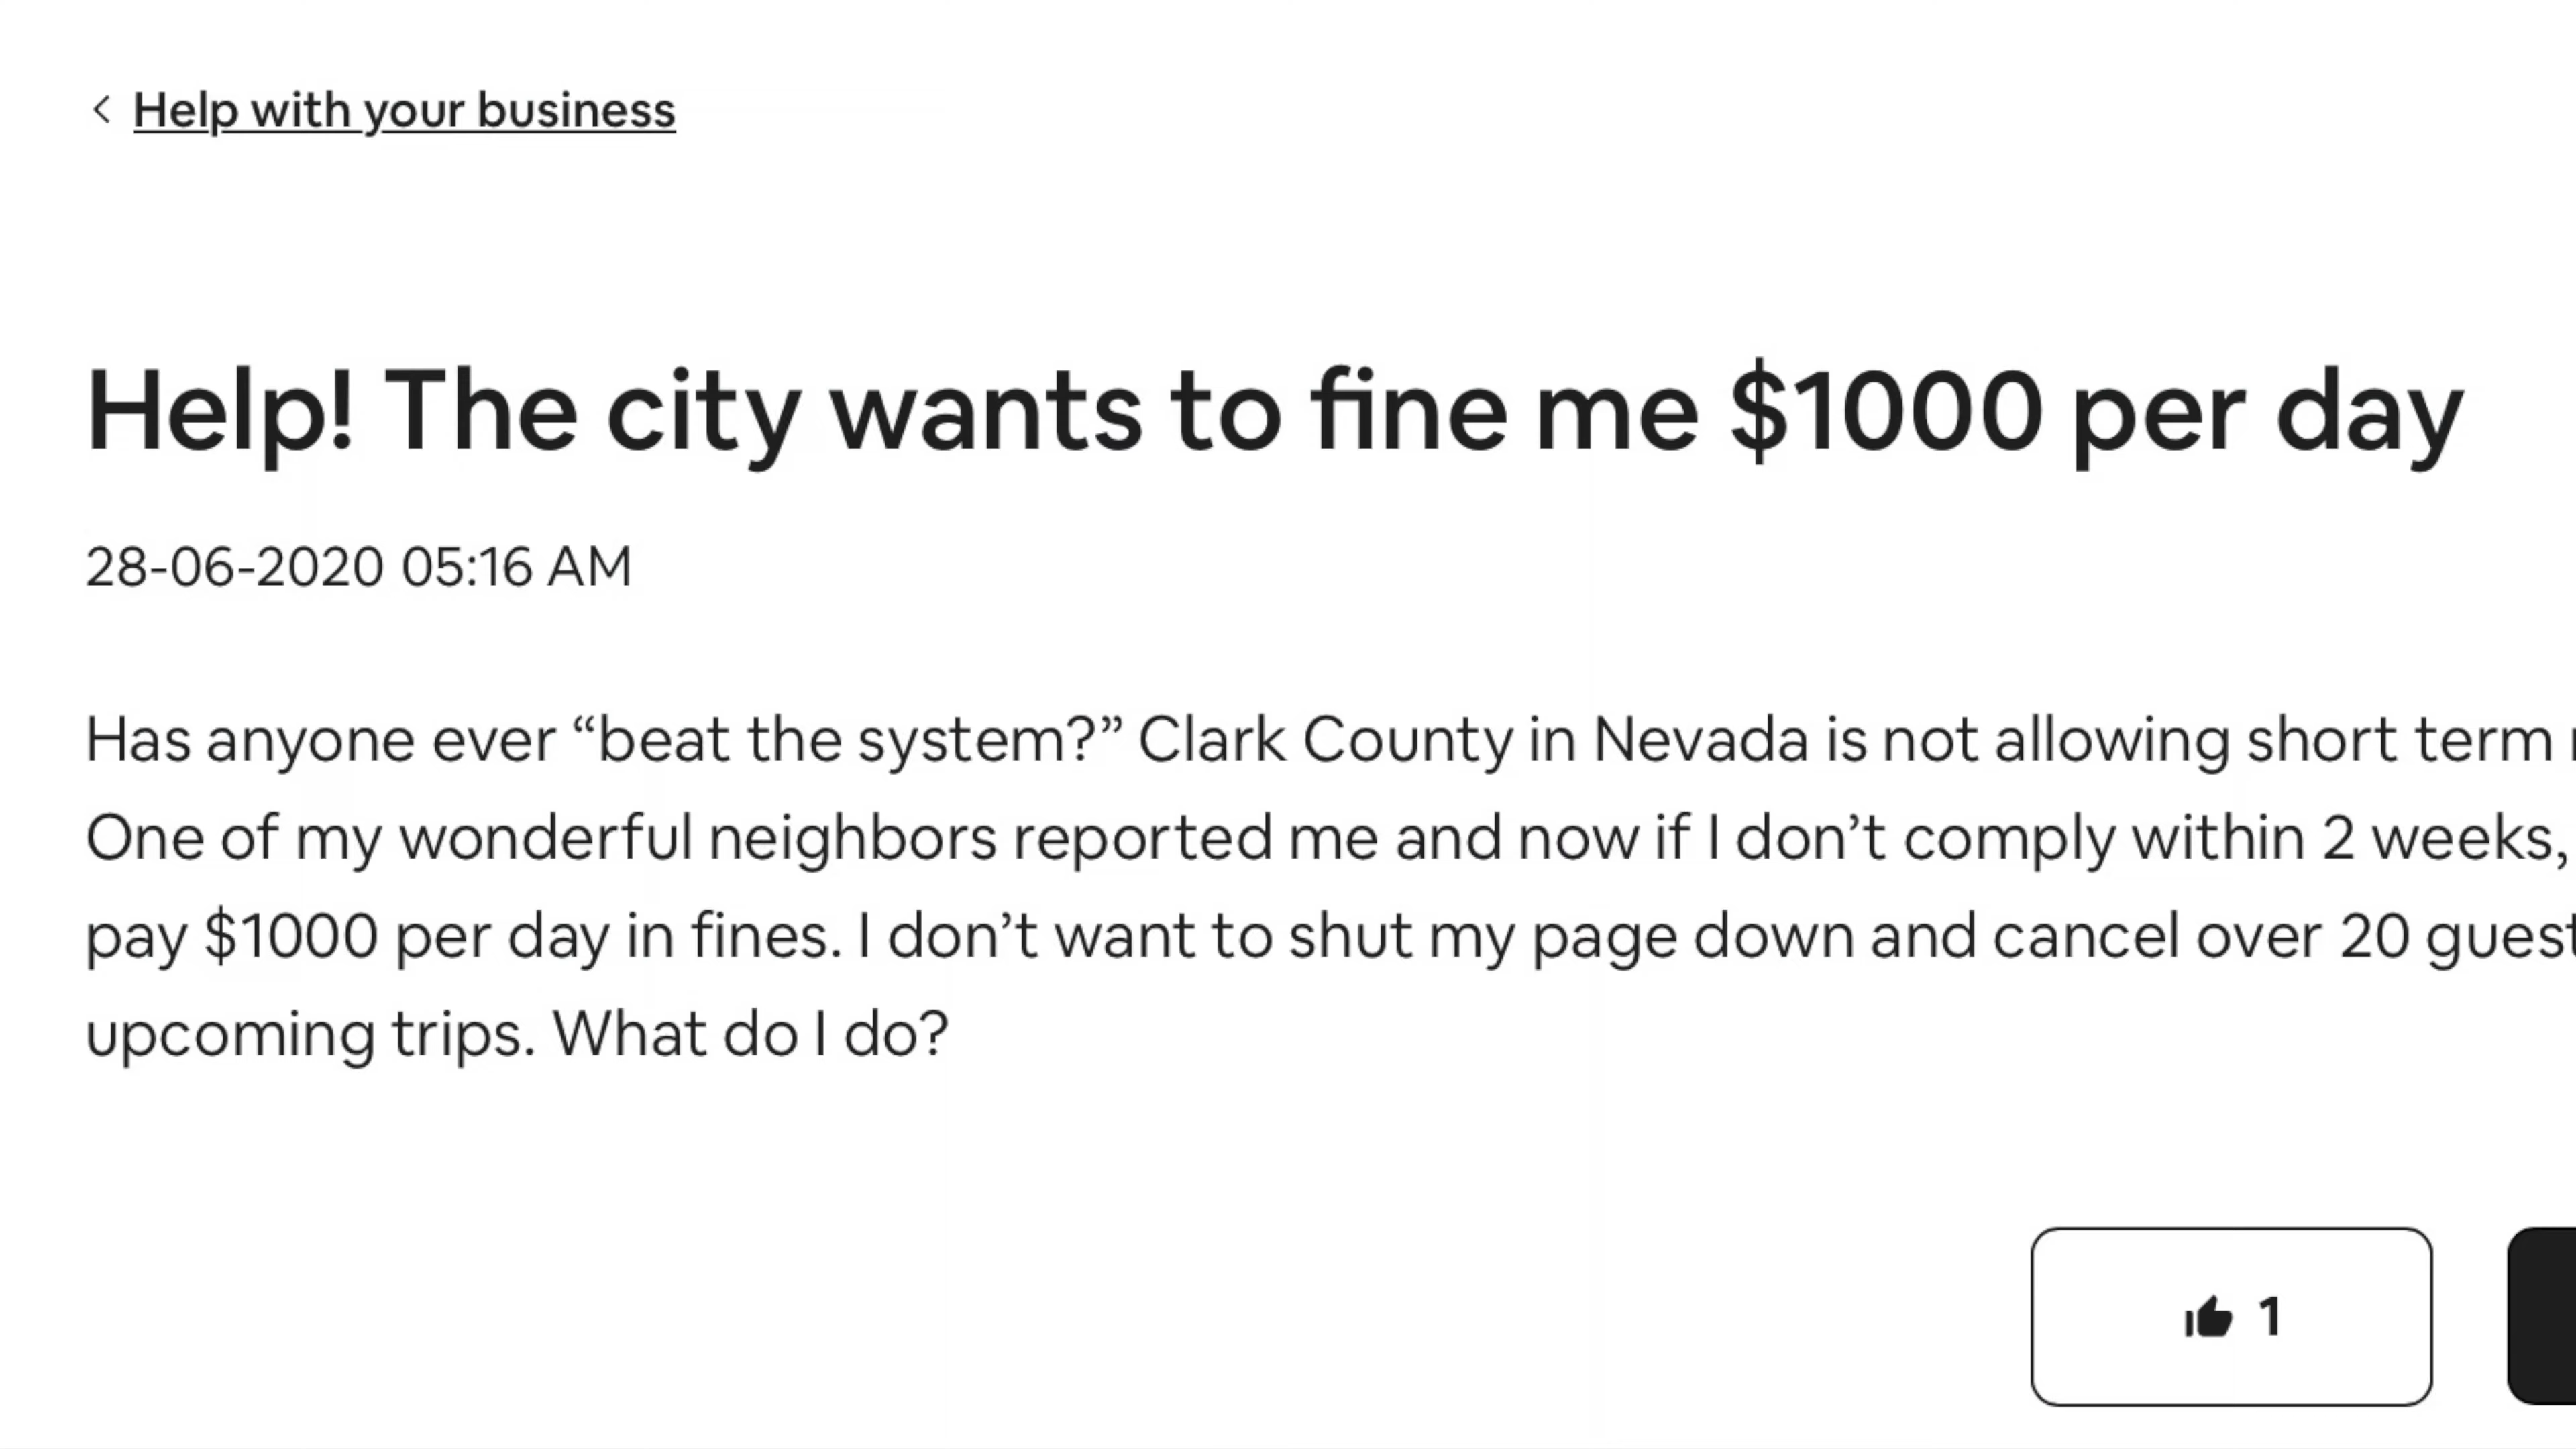 Help with your business
Help! The city wants to fine me $1000 per day
28-06-2020 05:16 AM
Has anyone ever “beat the system?” Clark County in Nevada is not allowing short term
One of my wonderful neighbors reported me and now if I don’t comply within 2 weeks,
pay $1000 per day in fines. I don’t want to shut my page down and cancel over 20 guest
upcoming trips. What do I do?
1